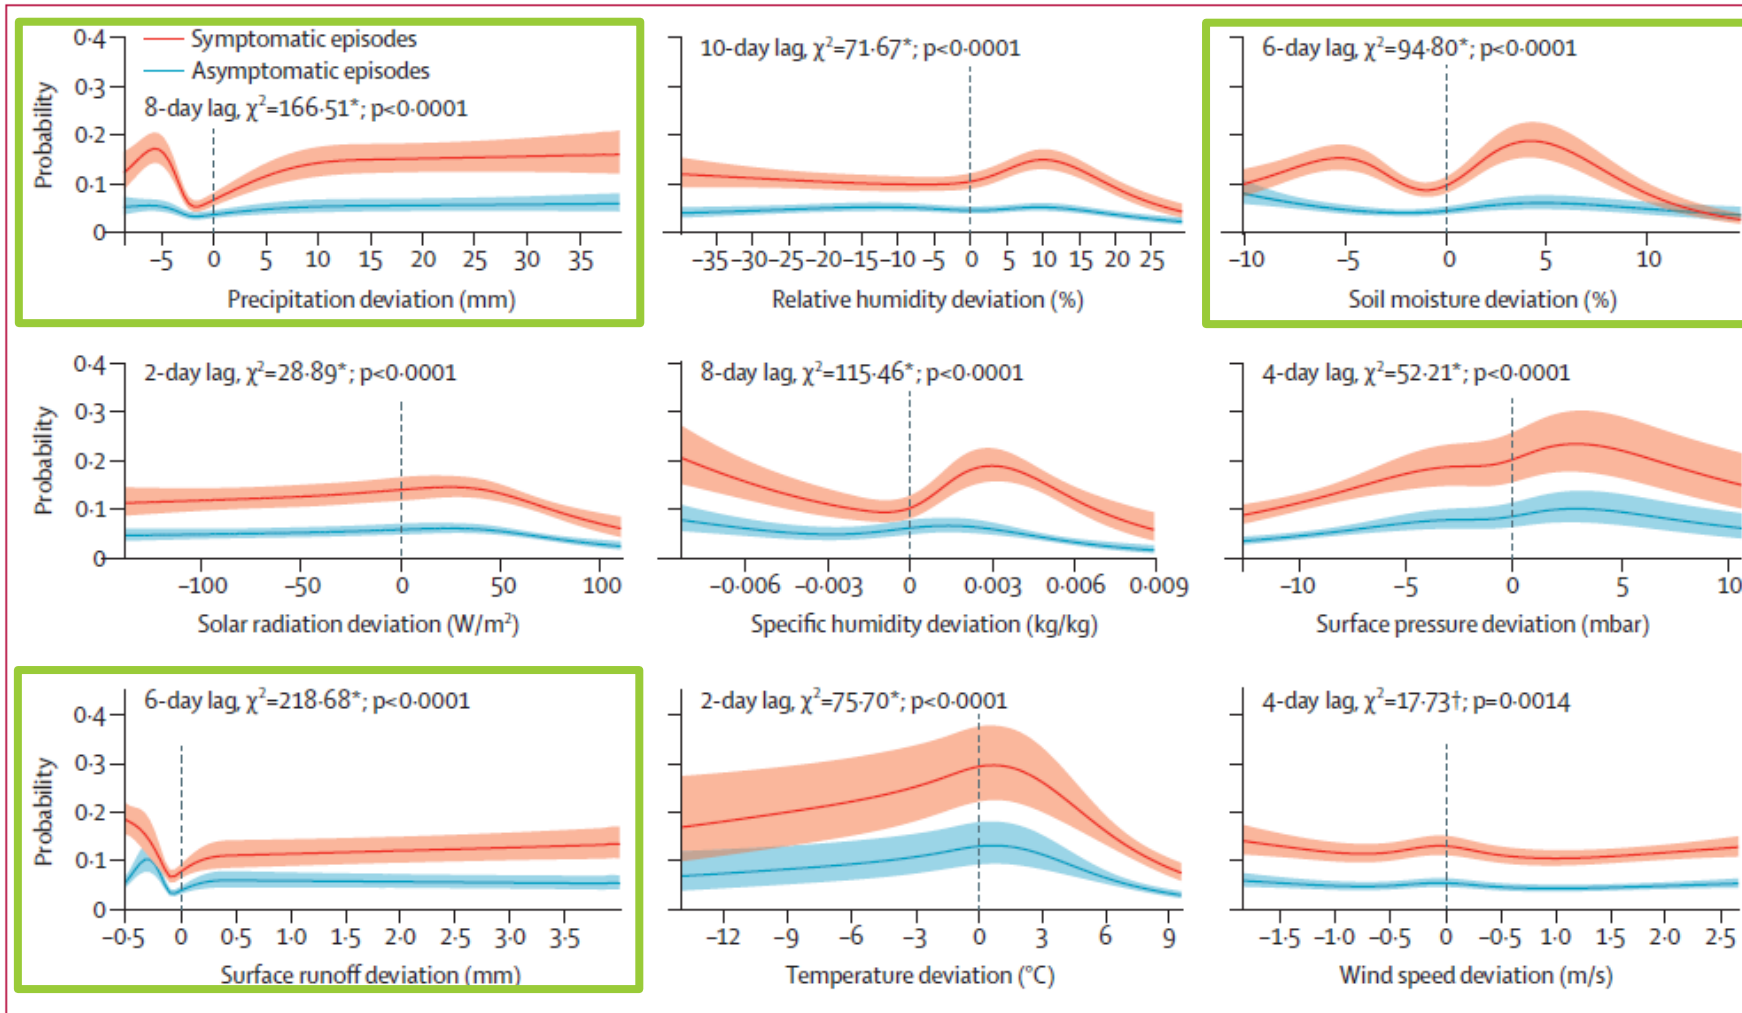 0·4
0·3
0·2
0·1
0
Probability
Symptomatic episodes
Asymptomatic episodes
8-day lag, χ²=166·51*; p<0·0001
−5 0 5 10 15 20 25 30 35
Precipitation deviation (mm)
10-day lag, χ²=71·67*; p<0·0001
−35 −30 −25 −20 −15 −10 −5 0 5 10 15 20 25
Relative humidity deviation (%)
6-day lag, χ²=94·80*; p<0·0001
−10 −5 0 5 10
Soil moisture deviation (%)
0·4
0·3
0·2
0·1
0
Probability
2-day lag, χ²=28·89*; p<0·0001
−100 −50 0 50 100
Solar radiation deviation (W/m²)
8-day lag, χ²=115·46*; p<0·0001
−0·006 −0·003 0 0·003 0·006 0·009
Specific humidity deviation (kg/kg)
4-day lag, χ²=52·21*; p<0·0001
−10 −5 0 5 10
Surface pressure deviation (mbar)
0·4
0·3
0·2
0·1
0
Probability
6-day lag, χ²=218·68*; p<0·0001
−0·5 0 0·5 1·0 1·5 2·0 2·5 3·0 3·5
Surface runoff deviation (mm)
2-day lag, χ²=75·70*; p<0·0001
−12 −9 −6 −3 0 3 6 9
Temperature deviation (°C)
4-day lag, χ²=17·73†; p=0·0014
−1·5 −1·0 −0·5 0 −0·5 1·0 1·5 2·0 2·5
Wind speed deviation (m/s)